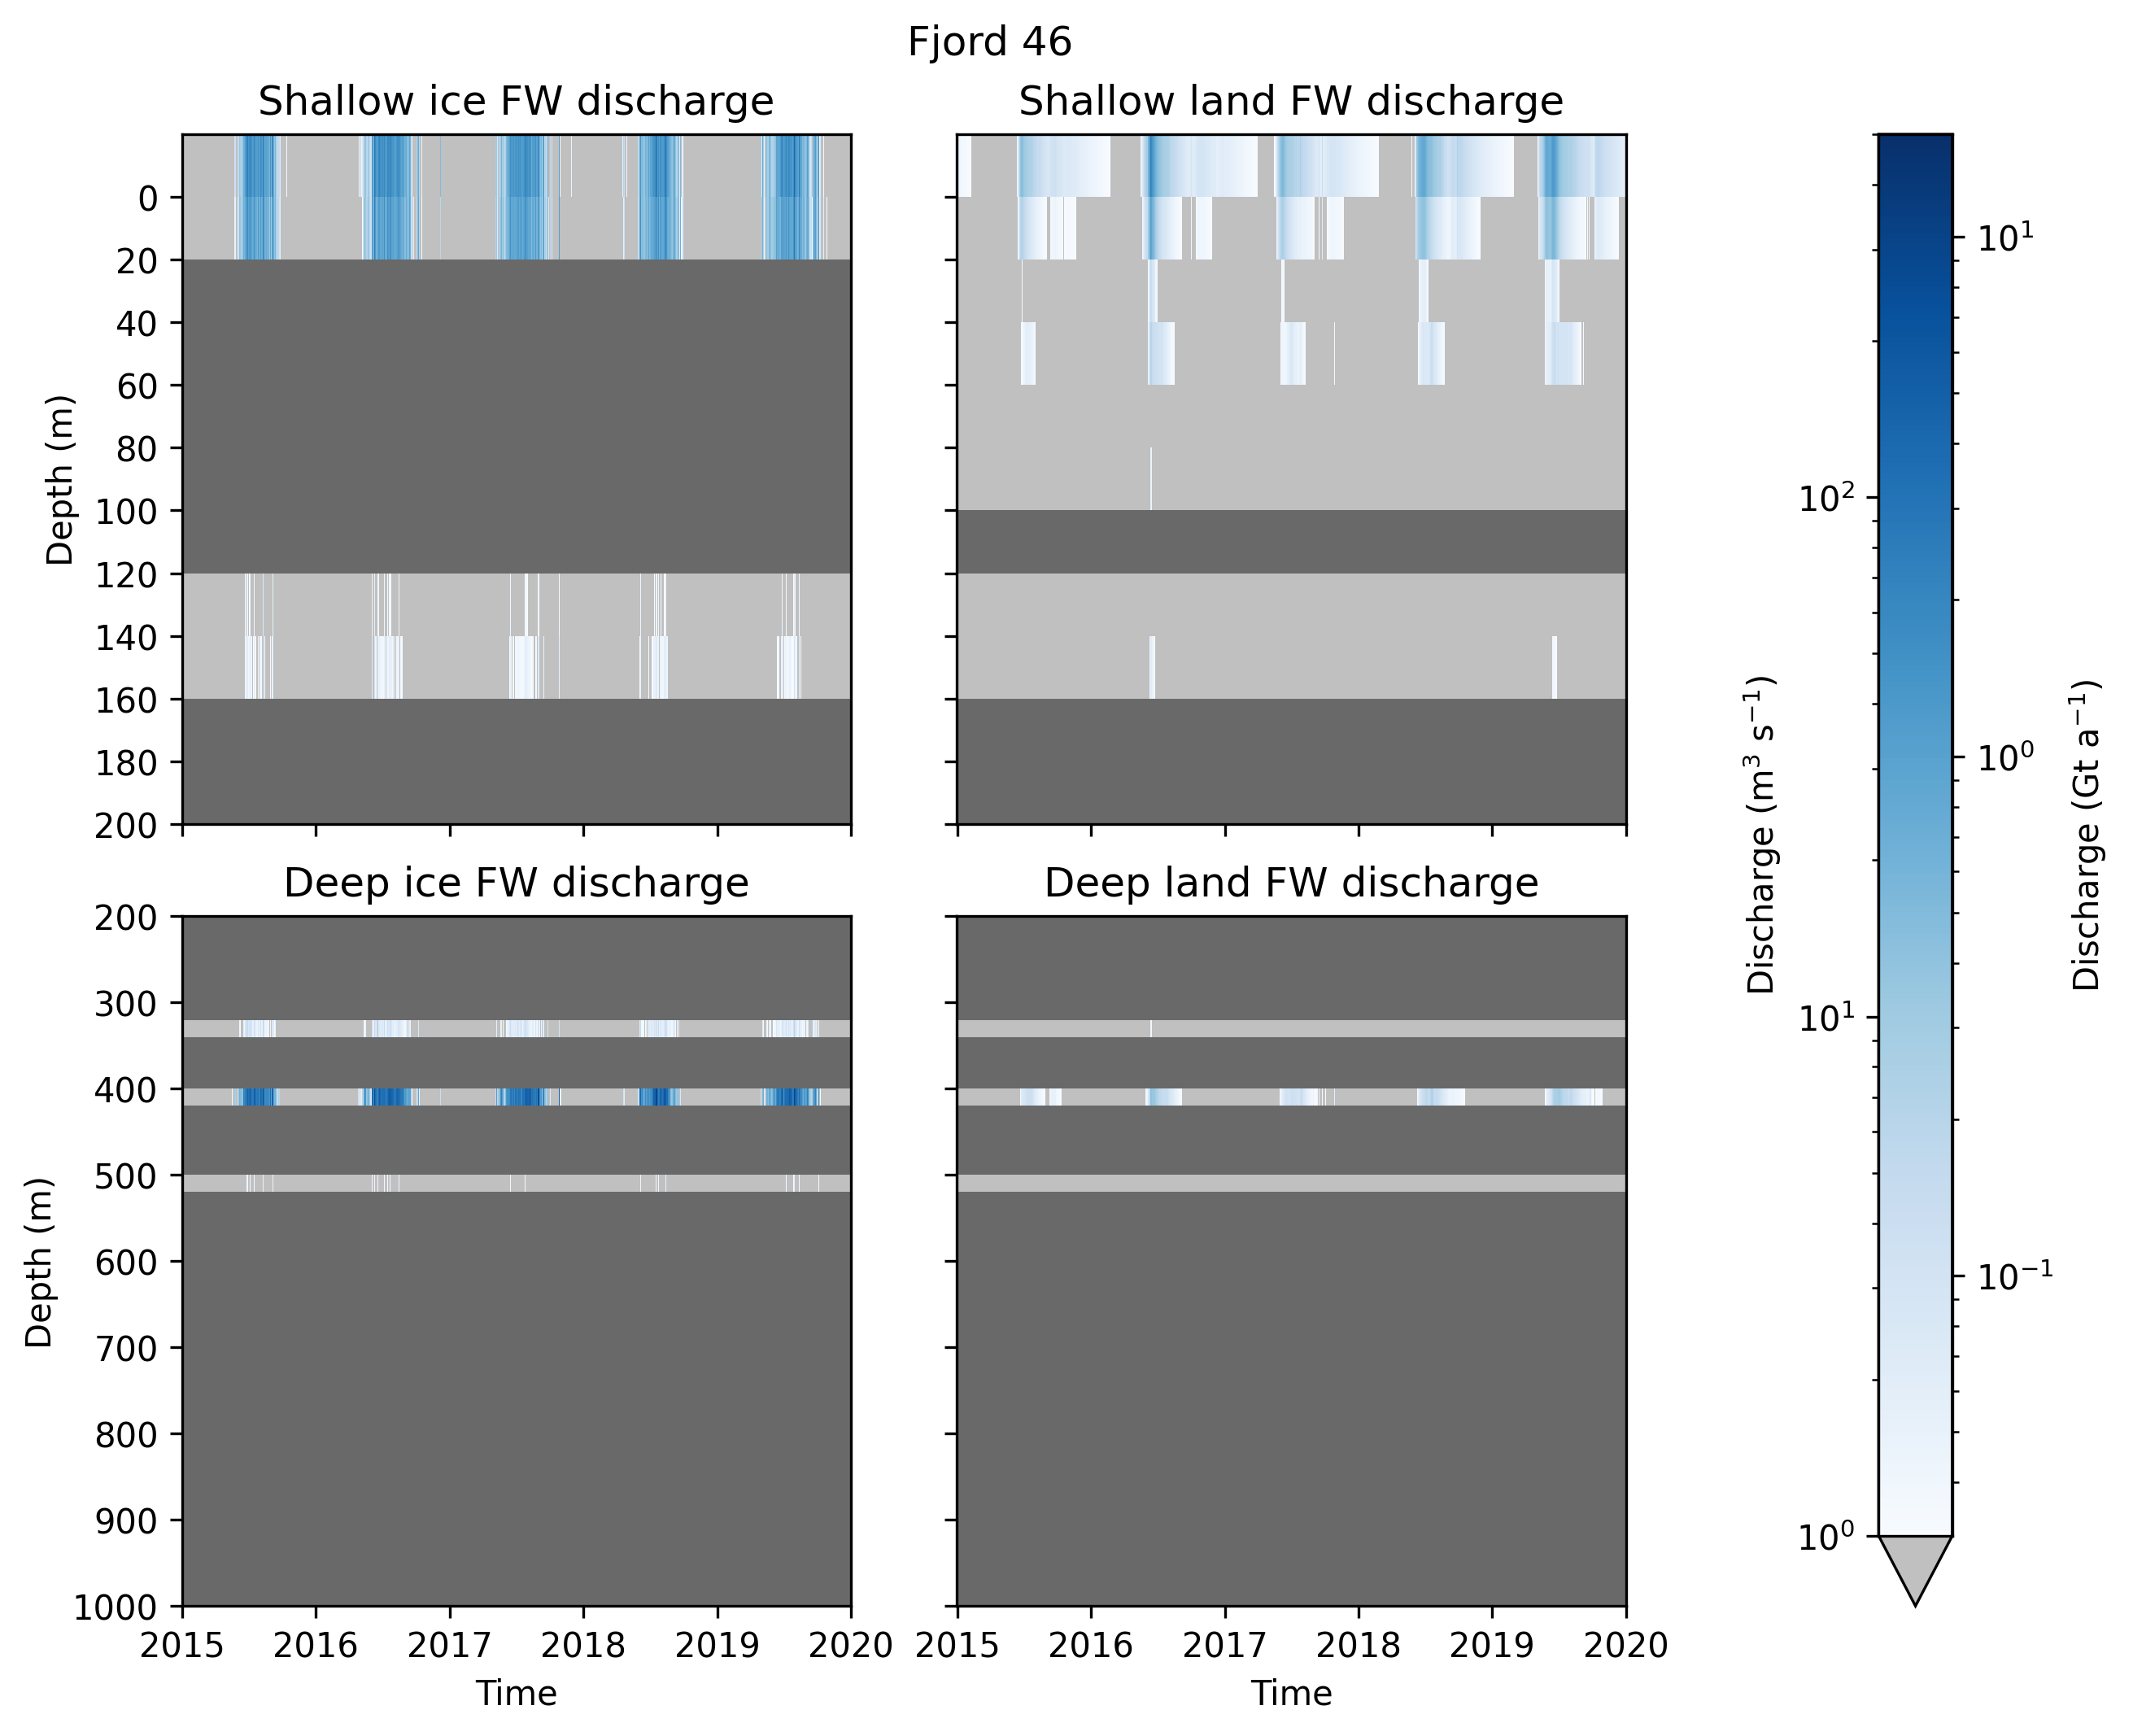 Fjord 46
Shallow ice FW discharge
Shallow land FW discharge
0
20
40
60
80
100
120
140
160
180
200
Depth (m)
Deep ice FW discharge
Deep land FW discharge
200
300
400
500
600
700
800
900
1000
Depth (m)
2015 2016 2017 2018 2019 2020
2015 2016 2017 2018 2019 2020
Time
Time
10²
10¹
10⁰
Discharge (m³ s⁻¹)
10¹
10⁰
10⁻¹
Discharge (Gt a⁻¹)